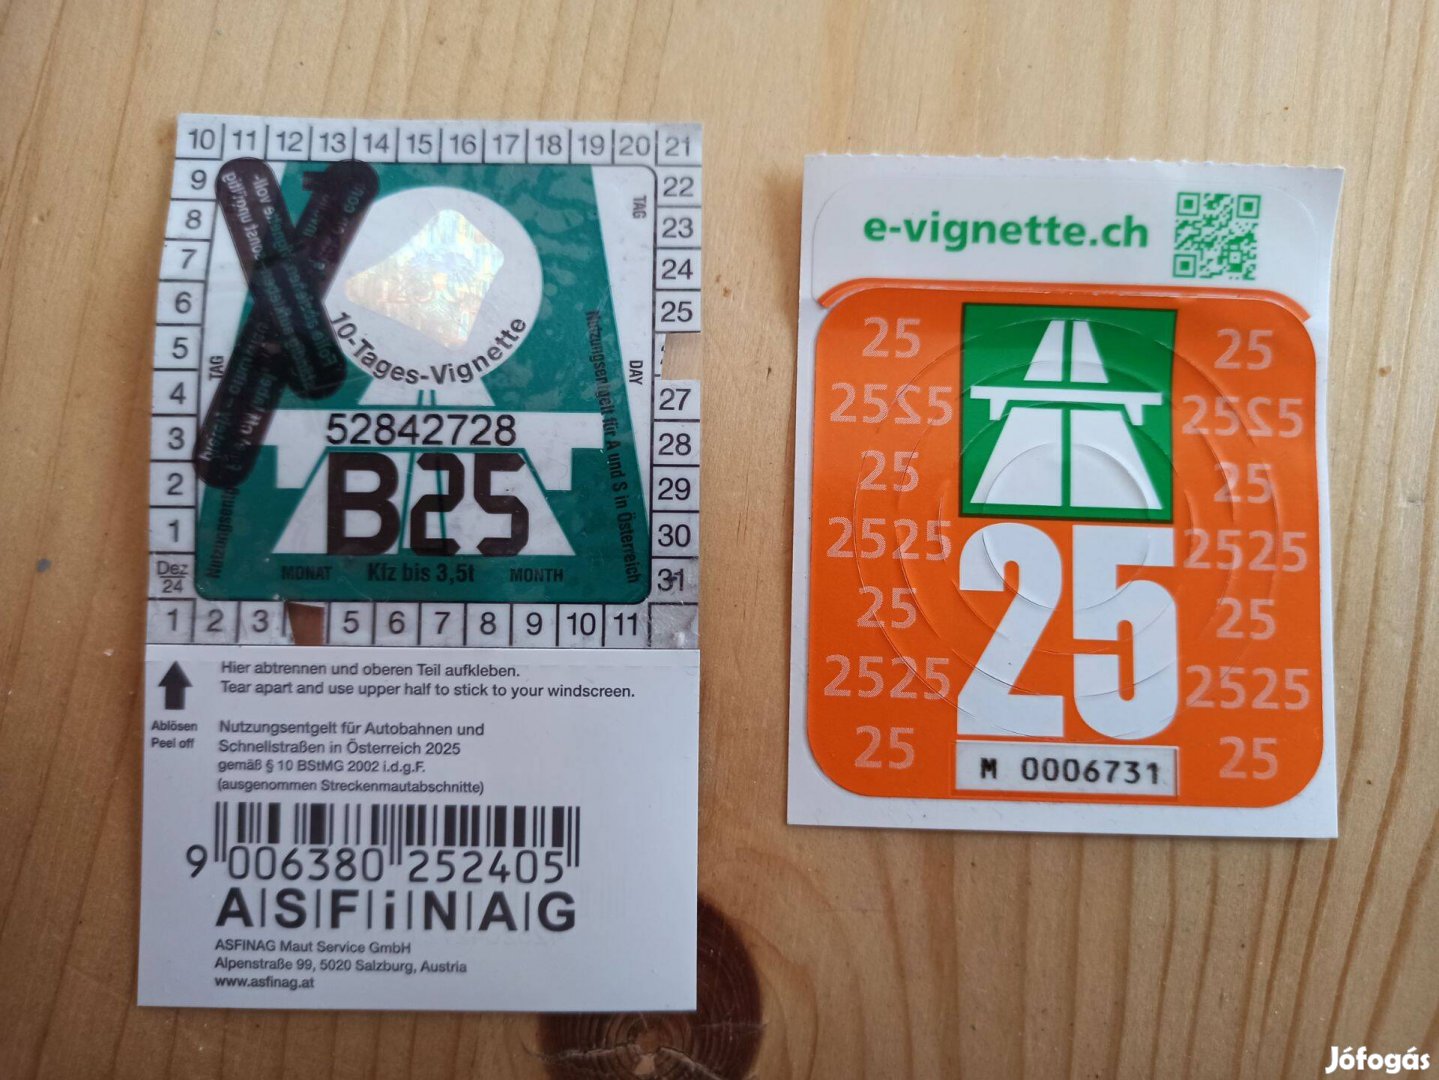 10 11 12 13 14 15 16 17 18 19 20 21
9 22
8 23
7 24
6 25
5
4 27
3 28
2 29
1 30
Dez 24 31
1 2 3 5 6 7 8 9 10 11
TAG
TAG
DAY
10-Tages-Vignette
52842728
B25
MONAT Kfz bis 3,5t MONTH
Nutzungsentgelt für A und S in Österreich
Hier abtrennen und oberen Teil aufkleben.
Tear apart and use upper half to stick to your windscreen.
Ablösen
Peel off
Nutzungsentgelt für Autobahnen und
Schnellstraßen in Österreich 2025
gemäß § 10 BStMG 2002 i.d.g.F.
(ausgenommen Streckenmautabschnitte)
9 006380 252405
A|S|F|i|N|A|G
ASFINAG Maut Service GmbH
Alpenstraße 99, 5020 Salzburg, Austria
www.asfinag.at
e-vignette.ch
25 25
2525 2525
25 25
2525 2525
25 25
2525 2525
25 25
25
M 0006731
Jófogás